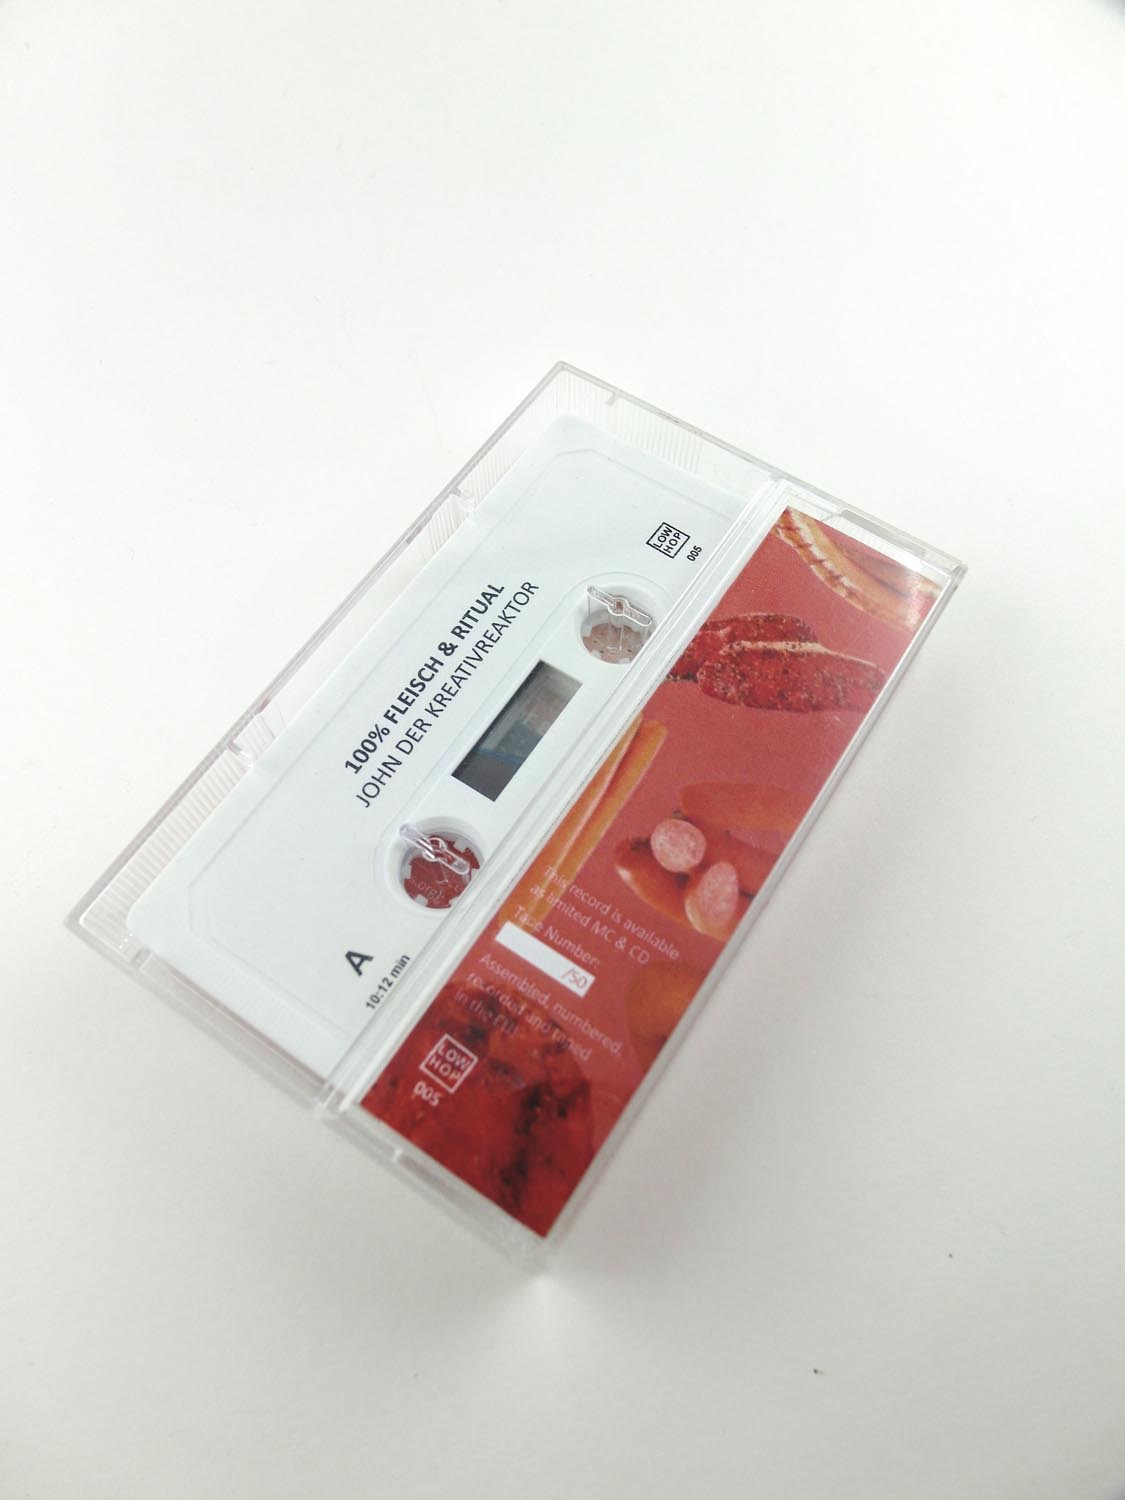 100% FLEISCH & RITUAL
JOHN DER KREATIVREAKTOR
LOW
HOP
005
A
10:12 min
This record is available
as limited MC & CD
Tape Number:
/50
Assembled, numbered,
recorded and taped
in the EU
LOW
HOP
005